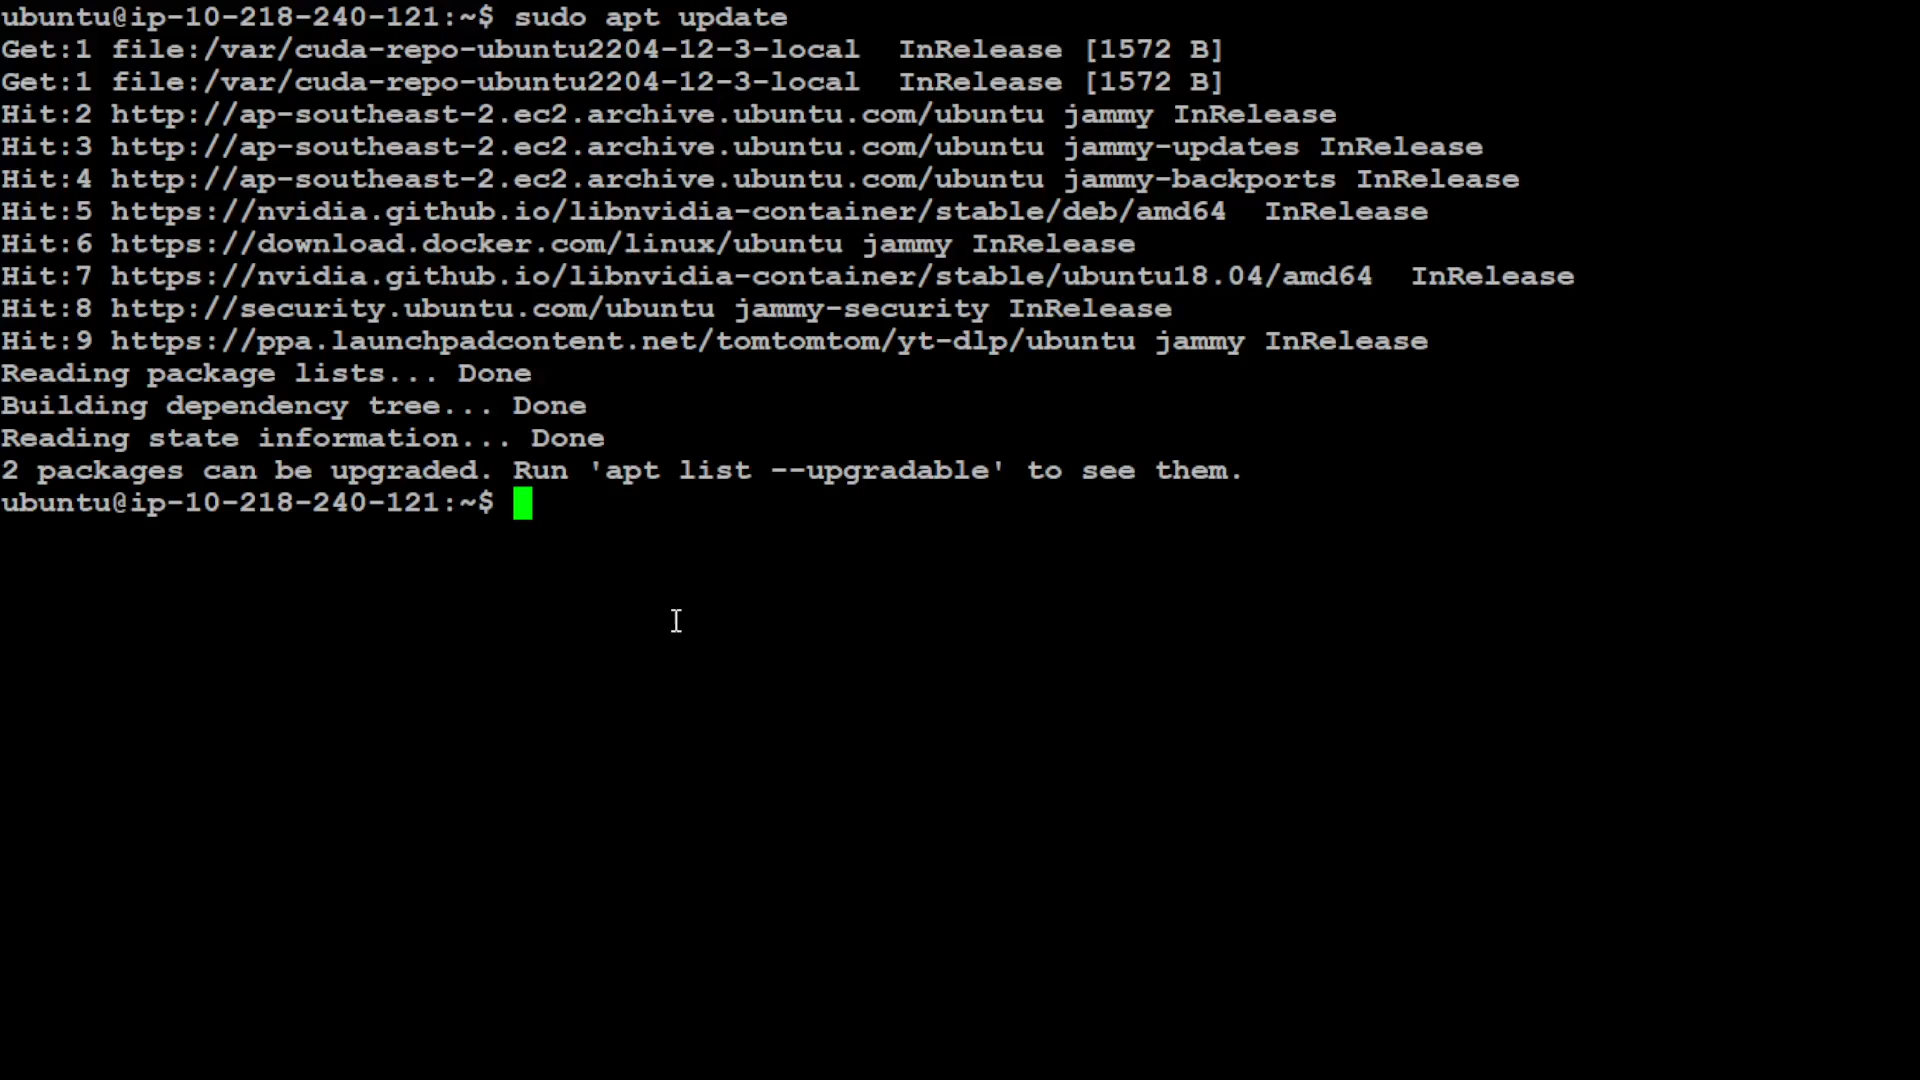 ubuntu@ip-10-218-240-121:~$ sudo apt update
Get:1 file:/var/cuda-repo-ubuntu2204-12-3-local  InRelease [1572 B]
Get:1 file:/var/cuda-repo-ubuntu2204-12-3-local  InRelease [1572 B]
Hit:2 http://ap-southeast-2.ec2.archive.ubuntu.com/ubuntu jammy InRelease
Hit:3 http://ap-southeast-2.ec2.archive.ubuntu.com/ubuntu jammy-updates InRelease
Hit:4 http://ap-southeast-2.ec2.archive.ubuntu.com/ubuntu jammy-backports InRelease
Hit:5 https://nvidia.github.io/libnvidia-container/stable/deb/amd64  InRelease
Hit:6 https://download.docker.com/linux/ubuntu jammy InRelease
Hit:7 https://nvidia.github.io/libnvidia-container/stable/ubuntu18.04/amd64  InRelease
Hit:8 http://security.ubuntu.com/ubuntu jammy-security InRelease
Hit:9 https://ppa.launchpadcontent.net/tomtomtom/yt-dlp/ubuntu jammy InRelease
Reading package lists... Done
Building dependency tree... Done
Reading state information... Done
2 packages can be upgraded. Run 'apt list --upgradable' to see them.
ubuntu@ip-10-218-240-121:~$